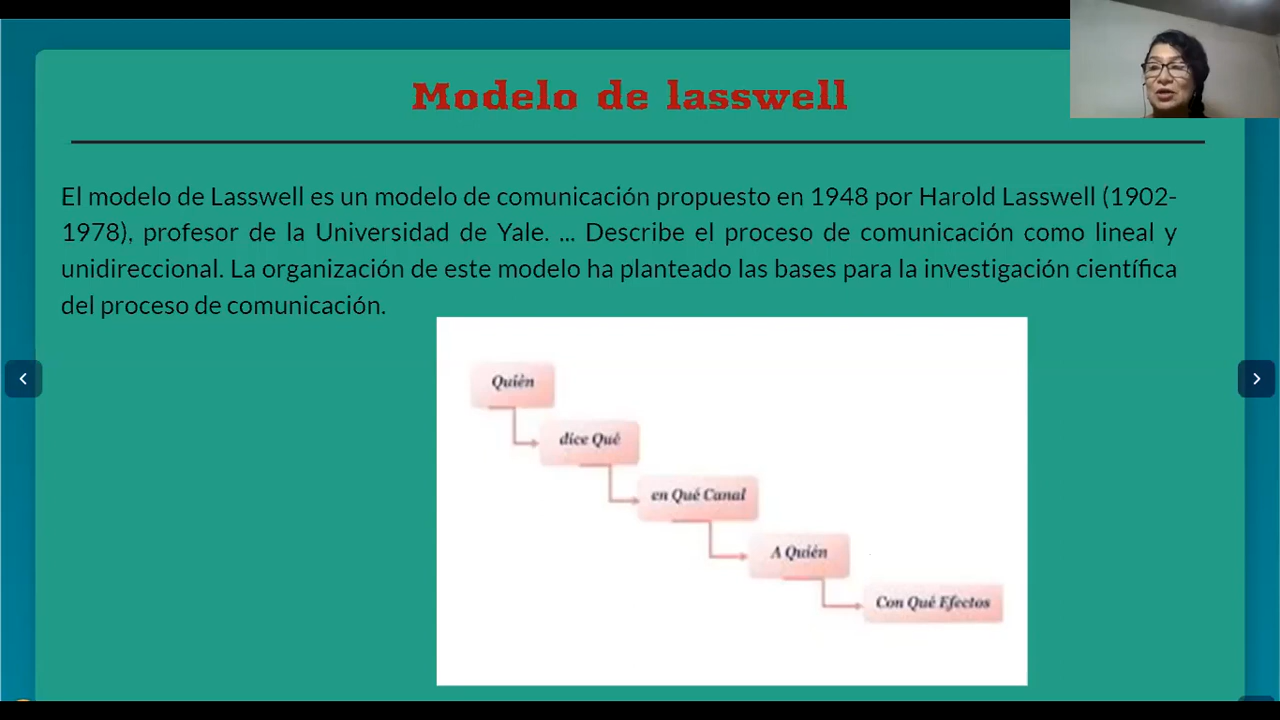 Modelo de lasswell
El modelo de Lasswell es un modelo de comunicación propuesto en 1948 por Harold Lasswell (1902-
1978), profesor de la Universidad de Yale. ... Describe el proceso de comunicación como lineal y
unidireccional. La organización de este modelo ha planteado las bases para la investigación científica
del proceso de comunicación.
Quién
dice Qué
en Qué Canal
A Quién
Con Qué Efectos